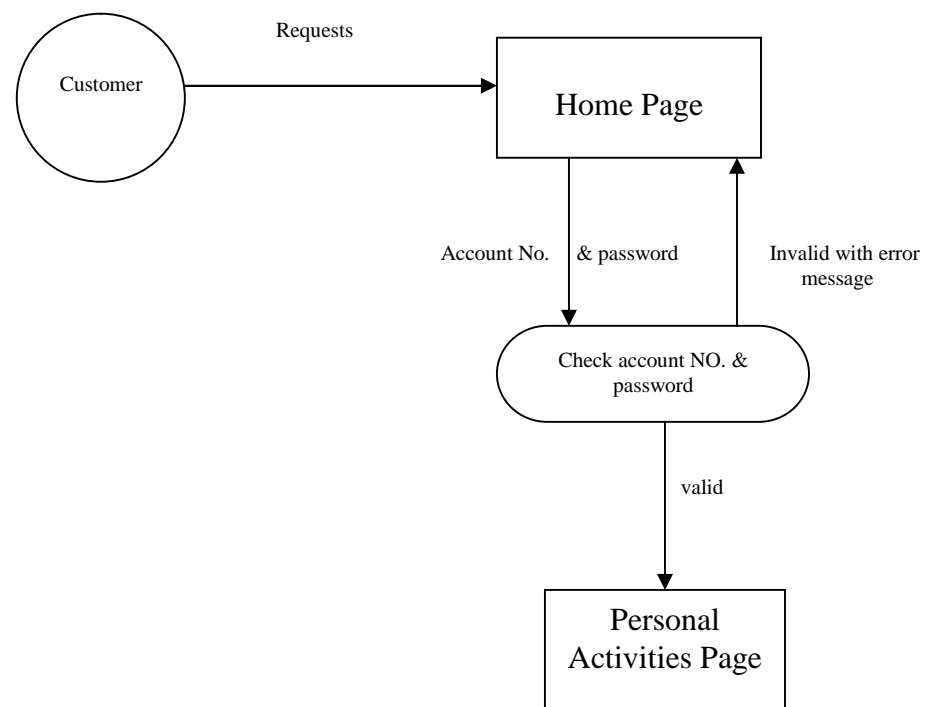 Requests
Customer
Home Page
Account No. & password
Invalid with error
message
Check account NO. &
password
valid
Personal
Activities Page